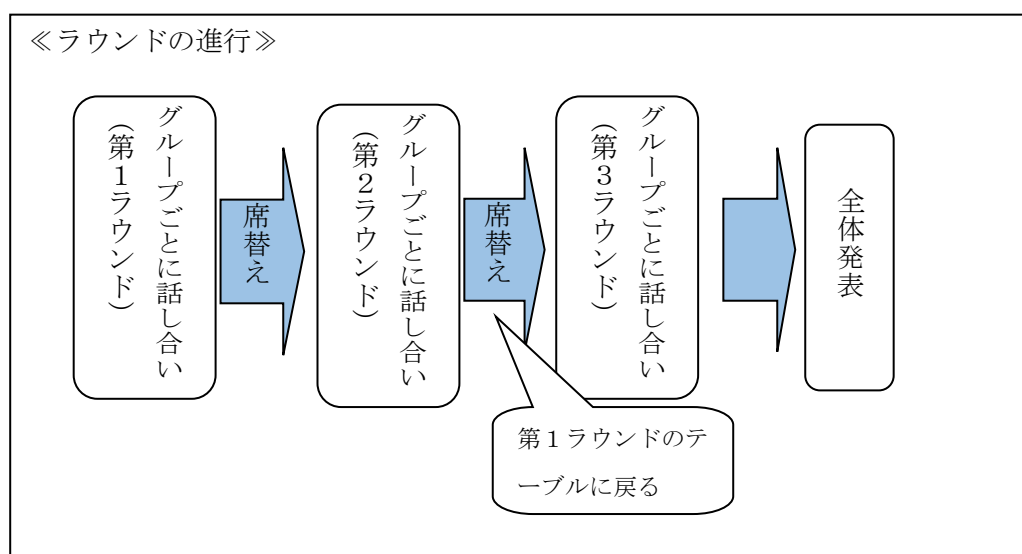 ≪ラウンドの進行≫
グループごとに話し合い
（第１ラウンド）
席替え
グループごとに話し合い
（第２ラウンド）
席替え
グループごとに話し合い
（第３ラウンド）
全体発表
第１ラウンドのテ
ーブルに戻る